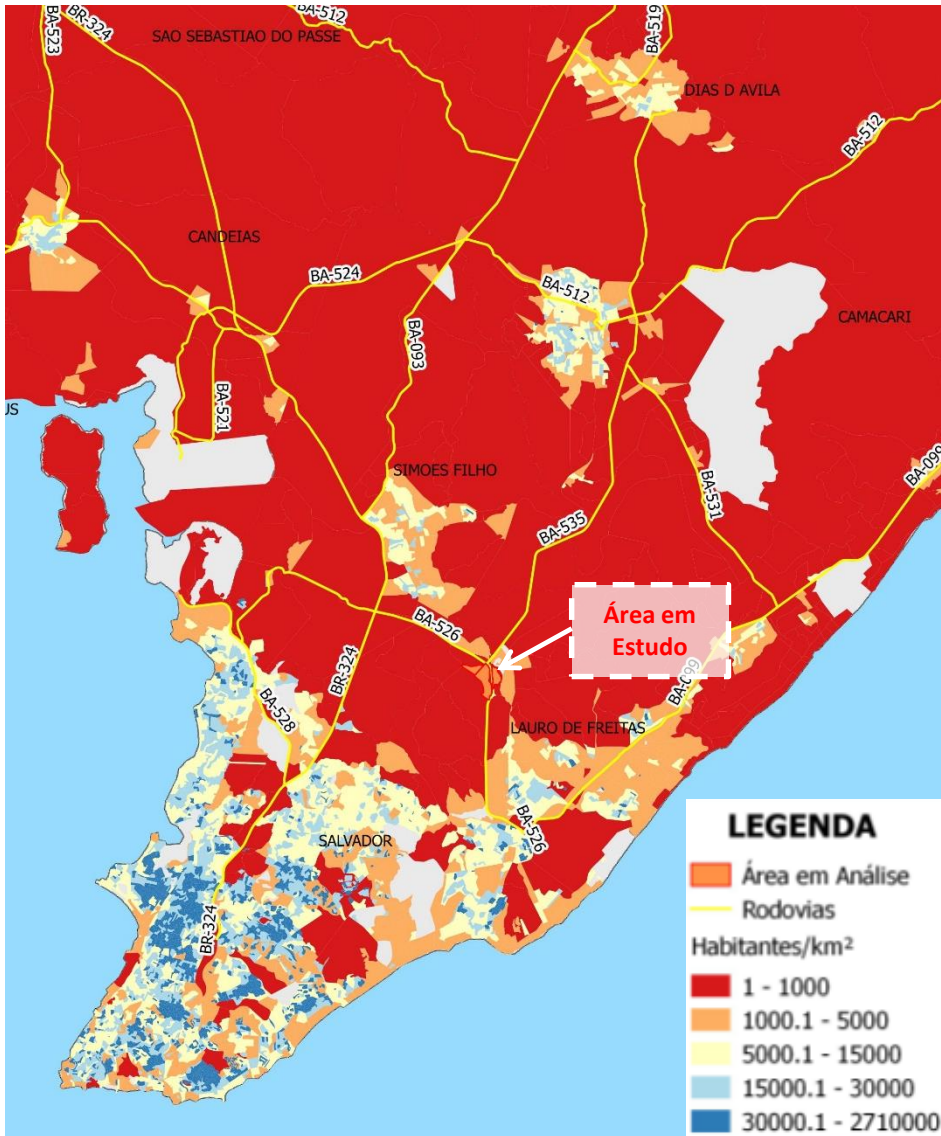 BA-523
BR-324
BA-512
BA-519
SAO SEBASTIAO DO PASSE
DIAS D AVILA
BA-512
CANDEIAS
BA-524
BA-512
CAMACARI
BA-093
BA-521
US
SIMOES FILHO
BA-099
BA-531
BA-535
Área em
Estudo
BA-526
BR-324
BA-099
BA-528
LAURO DE FREITAS
BA-526
SALVADOR
BR-324
LEGENDA
Área em Análise
Rodovias
Habitantes/km²
1 - 1000
1000.1 - 5000
5000.1 - 15000
15000.1 - 30000
30000.1 - 2710000